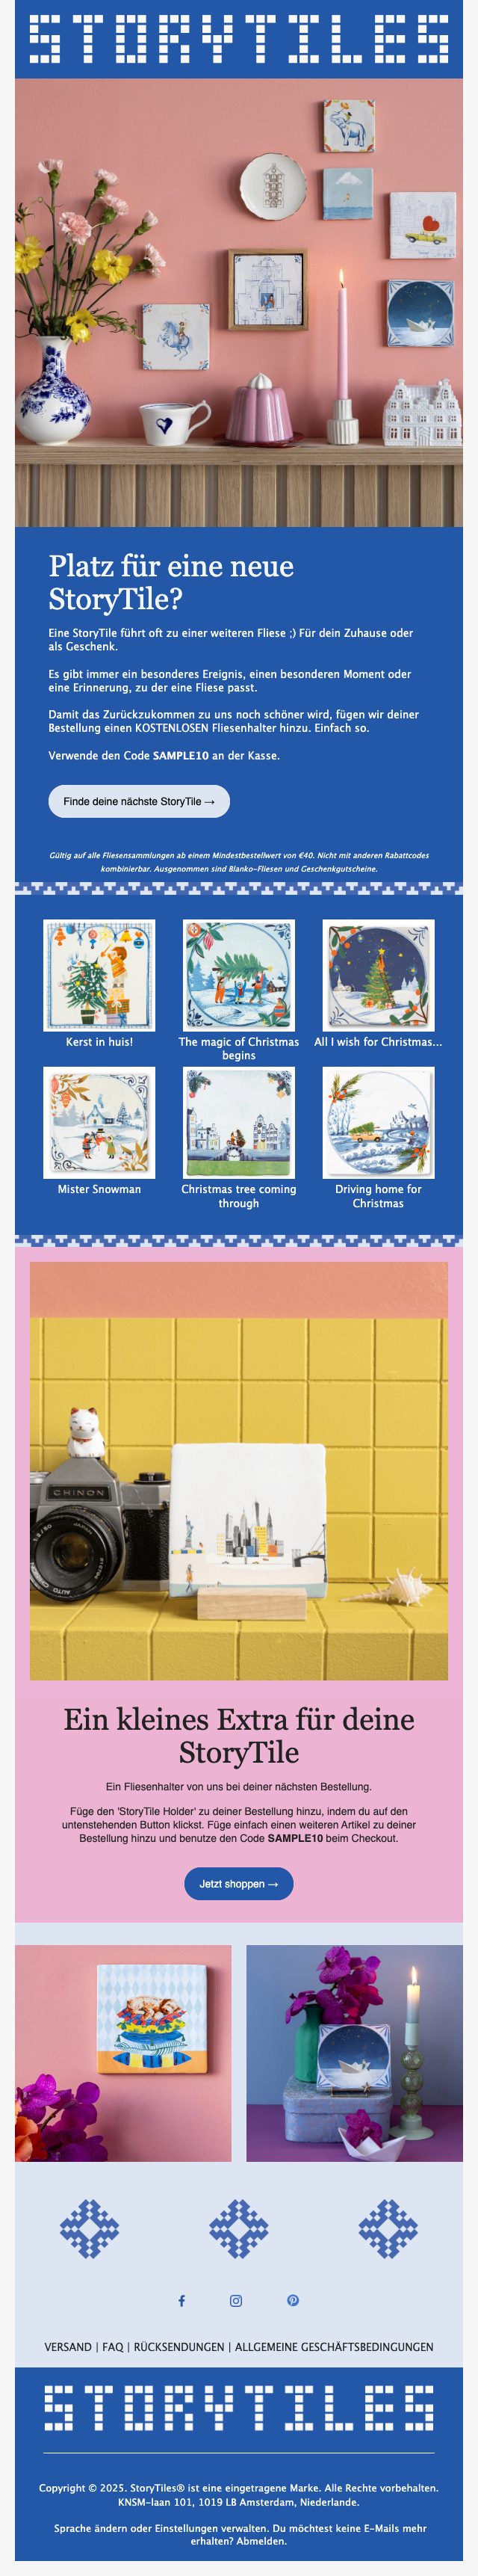 STORYTILES
Platz für eine neue
StoryTile?
Eine StoryTile führt oft zu einer weiteren Fliese ;) Für dein Zuhause oder
als Geschenk.
Es gibt immer ein besonderes Ereignis, einen besonderen Moment oder
eine Erinnerung, zu der eine Fliese passt.
Damit das Zurückzukommen zu uns noch schöner wird, fügen wir deiner
Bestellung einen KOSTENLOSEN Fliesenhalter hinzu. Einfach so.
Verwende den Code SAMPLE10 an der Kasse.
Finde deine nächste StoryTile →
Gültig auf alle Fliesensammlungen ab einem Mindestbestellwert von €40. Nicht mit anderen Rabattcodes
kombinierbar. Ausgenommen sind Blanko-Fliesen und Geschenkgutscheine.
Kerst in huis!
The magic of Christmas
begins
All I wish for Christmas...
Mister Snowman
Christmas tree coming
through
Driving home for
Christmas
CHINON
Ein kleines Extra für deine
StoryTile
Ein Fliesenhalter von uns bei deiner nächsten Bestellung.
Füge den 'StoryTile Holder' zu deiner Bestellung hinzu, indem du auf den
untenstehenden Button klickst. Füge einfach einen weiteren Artikel zu deiner
Bestellung hinzu und benutze den Code SAMPLE10 beim Checkout.
Jetzt shoppen →
VERSAND | FAQ | RÜCKSENDUNGEN | ALLGEMEINE GESCHÄFTSBEDINGUNGEN
STORYTILES
Copyright © 2025. StoryTiles® ist eine eingetragene Marke. Alle Rechte vorbehalten.
KNSM-laan 101, 1019 LB Amsterdam, Niederlande.
Sprache ändern oder Einstellungen verwalten. Du möchtest keine E-Mails mehr
erhalten? Abmelden.